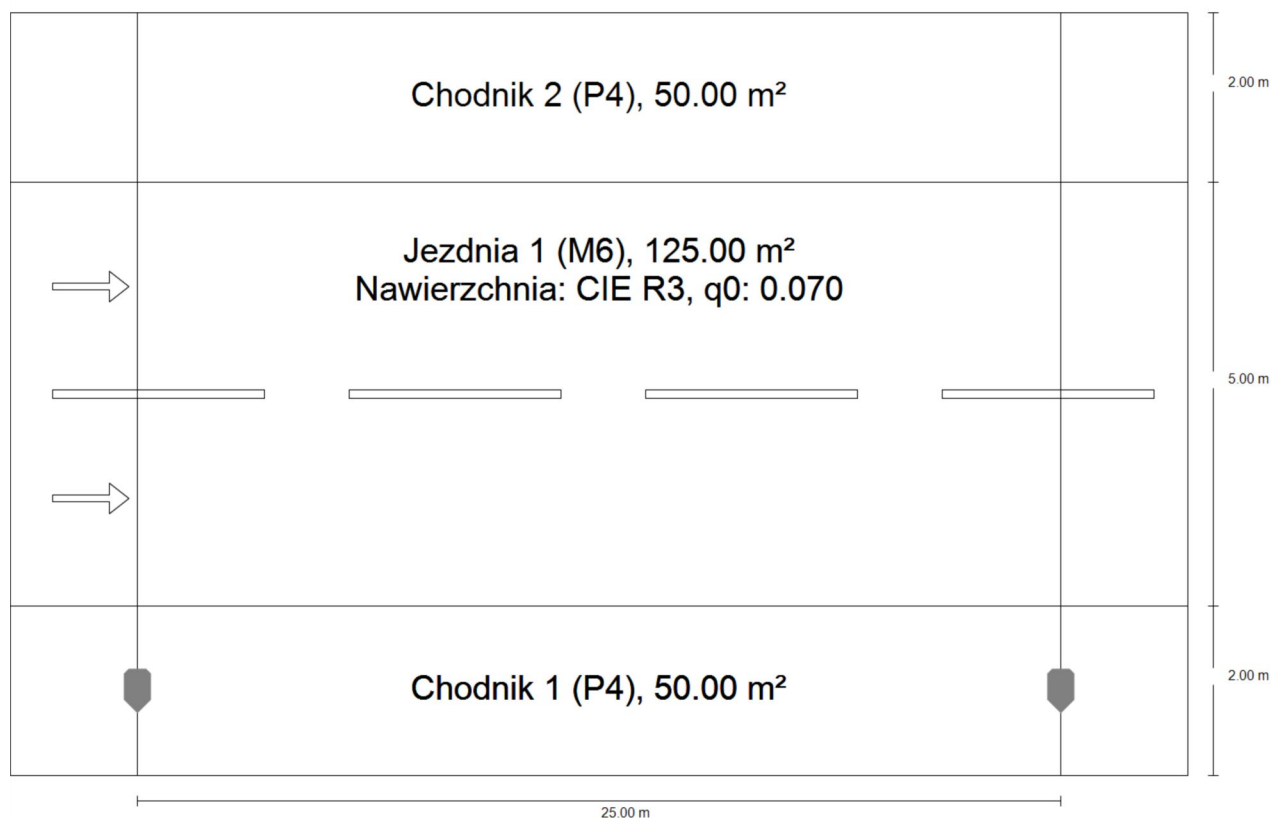 Chodnik 2 (P4), 50.00 m²
2.00 m
Jezdnia 1 (M6), 125.00 m²
Nawierzchnia: CIE R3, q0: 0.070
5.00 m
Chodnik 1 (P4), 50.00 m²
2.00 m
25.00 m